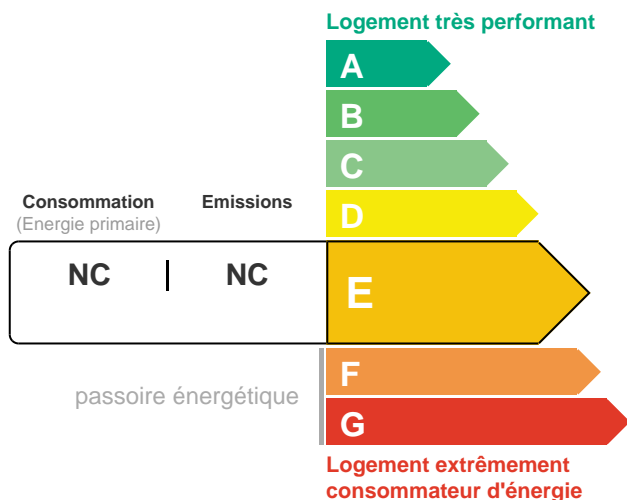 Logement très performant
A
B
C
Consommation Emissions
(Energie primaire)
D
NC | NC
E
F
passoire énergétique
G
Logement extrêmement
consommateur d'énergie